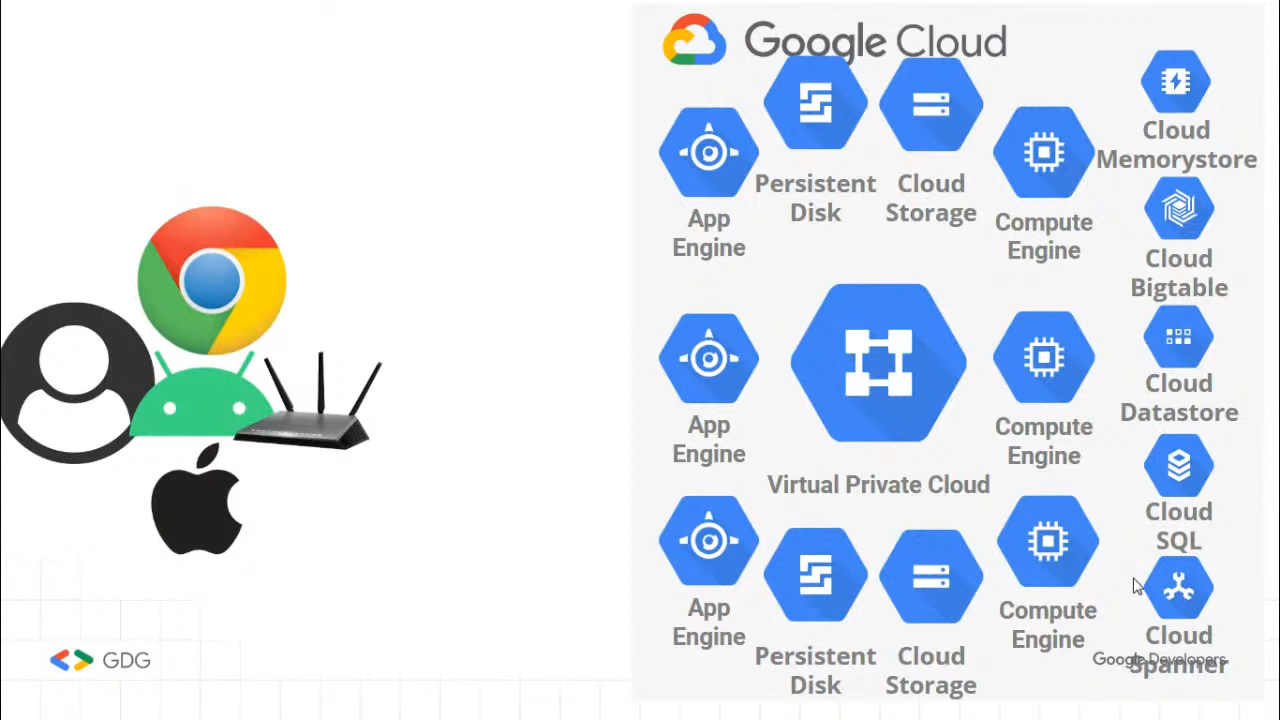 Google Cloud
App
Engine
Persistent
Disk
Cloud
Storage
Compute
Engine
Cloud
Memorystore
Cloud
Bigtable
App
Engine
Virtual Private Cloud
Compute
Engine
Cloud
Datastore
Cloud
SQL
App
Engine
Persistent
Disk
Cloud
Storage
Compute
Engine
Cloud
Spanner
GDG
Google Developers